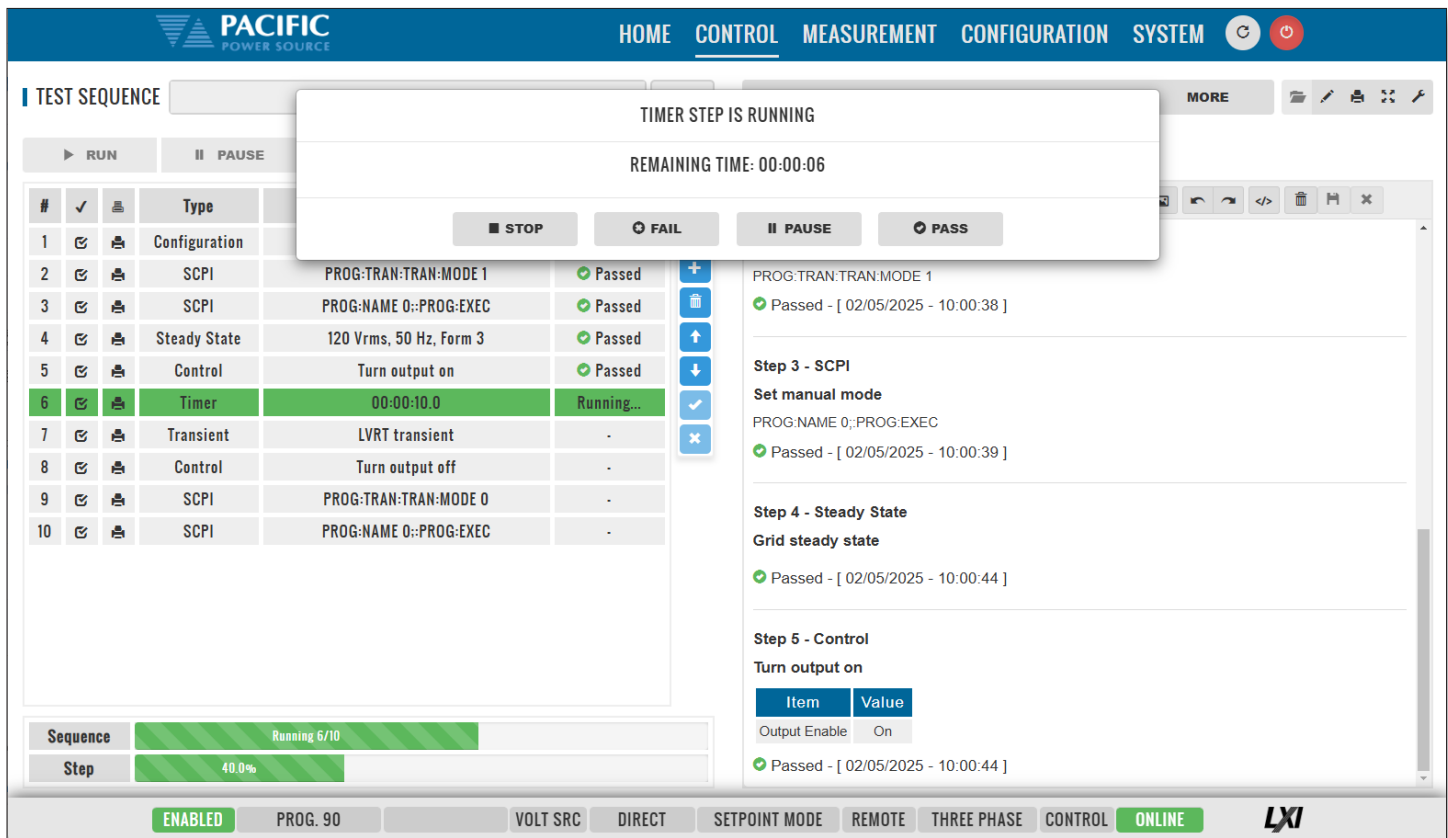 PACIFIC
POWER SOURCE
HOME CONTROL MEASUREMENT CONFIGURATION SYSTEM
TEST SEQUENCE
MORE
TIMER STEP IS RUNNING
REMAINING TIME: 00:00:06
STOP FAIL PAUSE PASS
RUN PAUSE
# Type
1 Configuration
2 SCPI PROG:TRAN:TRAN:MODE 1 Passed
3 SCPI PROG:NAME 0;:PROG:EXEC Passed
4 Steady State 120 Vrms, 50 Hz, Form 3 Passed
5 Control Turn output on Passed
6 Timer 00:00:10.0 Running...
7 Transient LVRT transient -
8 Control Turn output off -
9 SCPI PROG:TRAN:TRAN:MODE 0 -
10 SCPI PROG:NAME 0;:PROG:EXEC -
Sequence Running 6/10
Step 40.0%
</>
PROG:TRAN:TRAN:MODE 1
Passed - [ 02/05/2025 - 10:00:38 ]
Step 3 - SCPI
Set manual mode
PROG:NAME 0;:PROG:EXEC
Passed - [ 02/05/2025 - 10:00:39 ]
Step 4 - Steady State
Grid steady state
Passed - [ 02/05/2025 - 10:00:44 ]
Step 5 - Control
Turn output on
Item Value
Output Enable On
Passed - [ 02/05/2025 - 10:00:44 ]
ENABLED PROG. 90 VOLT SRC DIRECT SETPOINT MODE REMOTE THREE PHASE CONTROL ONLINE LXI